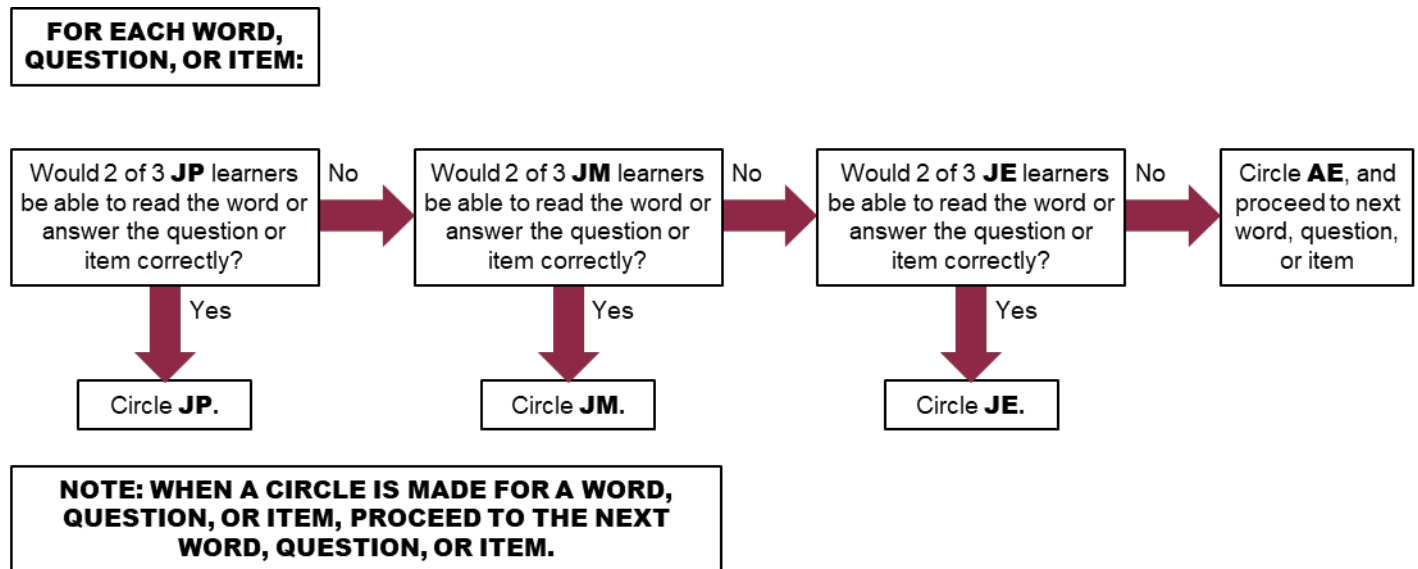 FOR EACH WORD,
QUESTION, OR ITEM:
Would 2 of 3 JP learners
be able to read the word or
answer the question or
item correctly?
No
Would 2 of 3 JM learners
be able to read the word or
answer the question or
item correctly?
No
Would 2 of 3 JE learners
be able to read the word or
answer the question or
item correctly?
No
Circle AE, and
proceed to next
word, question,
or item
Yes
Yes
Yes
Circle JP.
Circle JM.
Circle JE.
NOTE: WHEN A CIRCLE IS MADE FOR A WORD,
QUESTION, OR ITEM, PROCEED TO THE NEXT
WORD, QUESTION, OR ITEM.